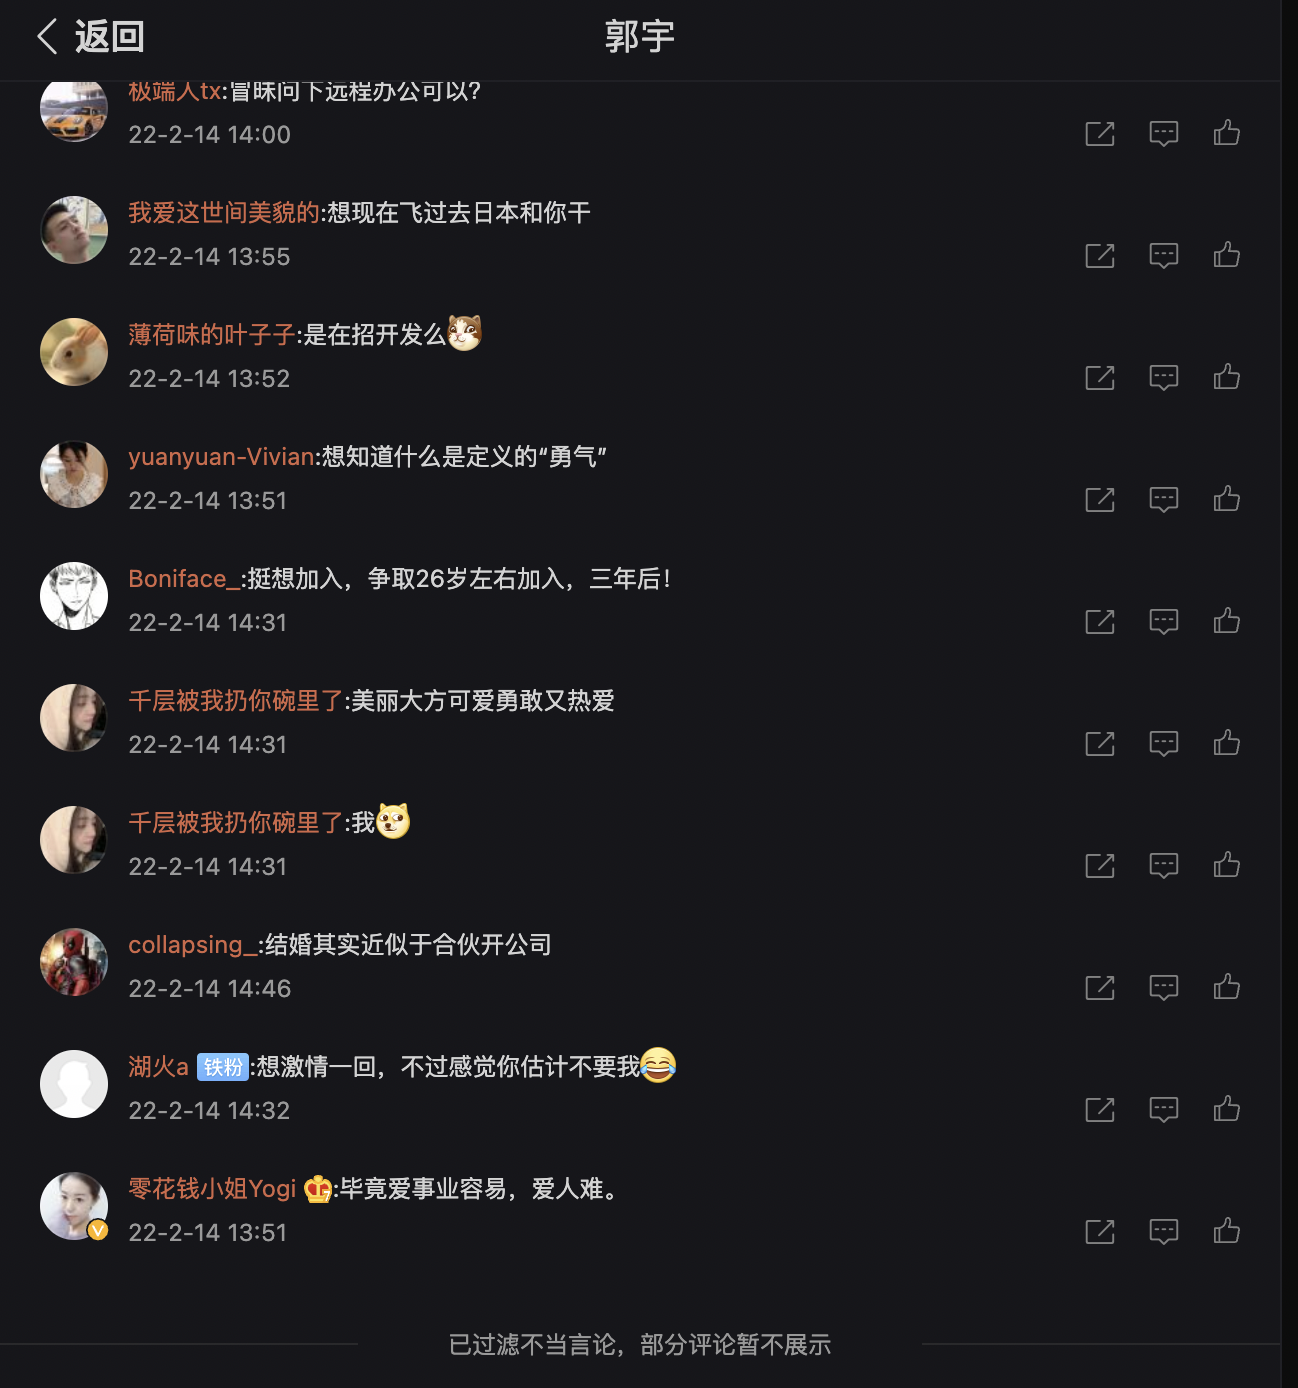 返回
郭宇
极端人tx:冒昧问下远程办公可以?
22-2-14 14:00
我爱这世间美貌的:想现在飞过去日本和你干
22-2-14 13:55
薄荷味的叶子子:是在招开发么
22-2-14 13:52
yuanyuan-Vivian:想知道什么是定义的“勇气”
22-2-14 13:51
Boniface_:挺想加入，争取26岁左右加入，三年后！
22-2-14 14:31
千层被我扔你碗里了:美丽大方可爱勇敢又热爱
22-2-14 14:31
千层被我扔你碗里了:我
22-2-14 14:31
collapsing_:结婚其实近似于合伙开公司
22-2-14 14:46
湖火a 铁粉:想激情一回，不过感觉你估计不要我
22-2-14 14:32
零花钱小姐Yogi 7:毕竟爱事业容易，爱人难。
22-2-14 13:51
已过滤不当言论，部分评论暂不展示